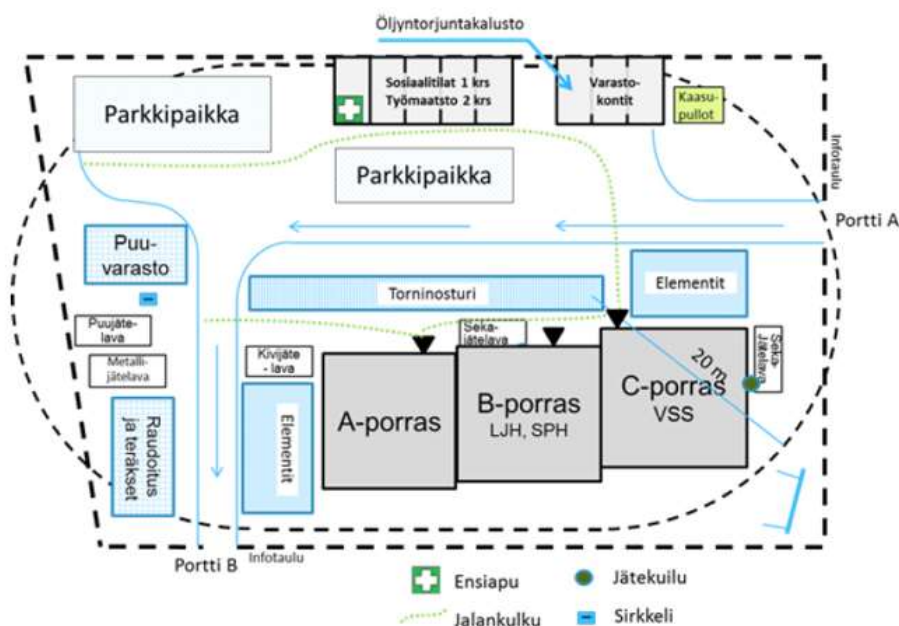 Öljyntorjuntakalusto
Sosiaalitilat 1 krs
Työmaatsto 2 krs
Varasto-
kontit
Kaasu-
pullot
Parkkipaikka
Parkkipaikka
Infotaulu
Portti A
Puu-
varasto
Elementit
Torninosturi
Puujäte-
lava
Metalli-
jätelava
Kivijäte
- lava
Seka-
jätelava
Seka-
Jätelava
20 m
A-porras
B-porras
LJH, SPH
C-porras
VSS
Raudoitus
ja teräkset
Elementit
Portti B
Infotaulu
Ensiapu
Jätekuilu
Jalankulku
Sirkkeli